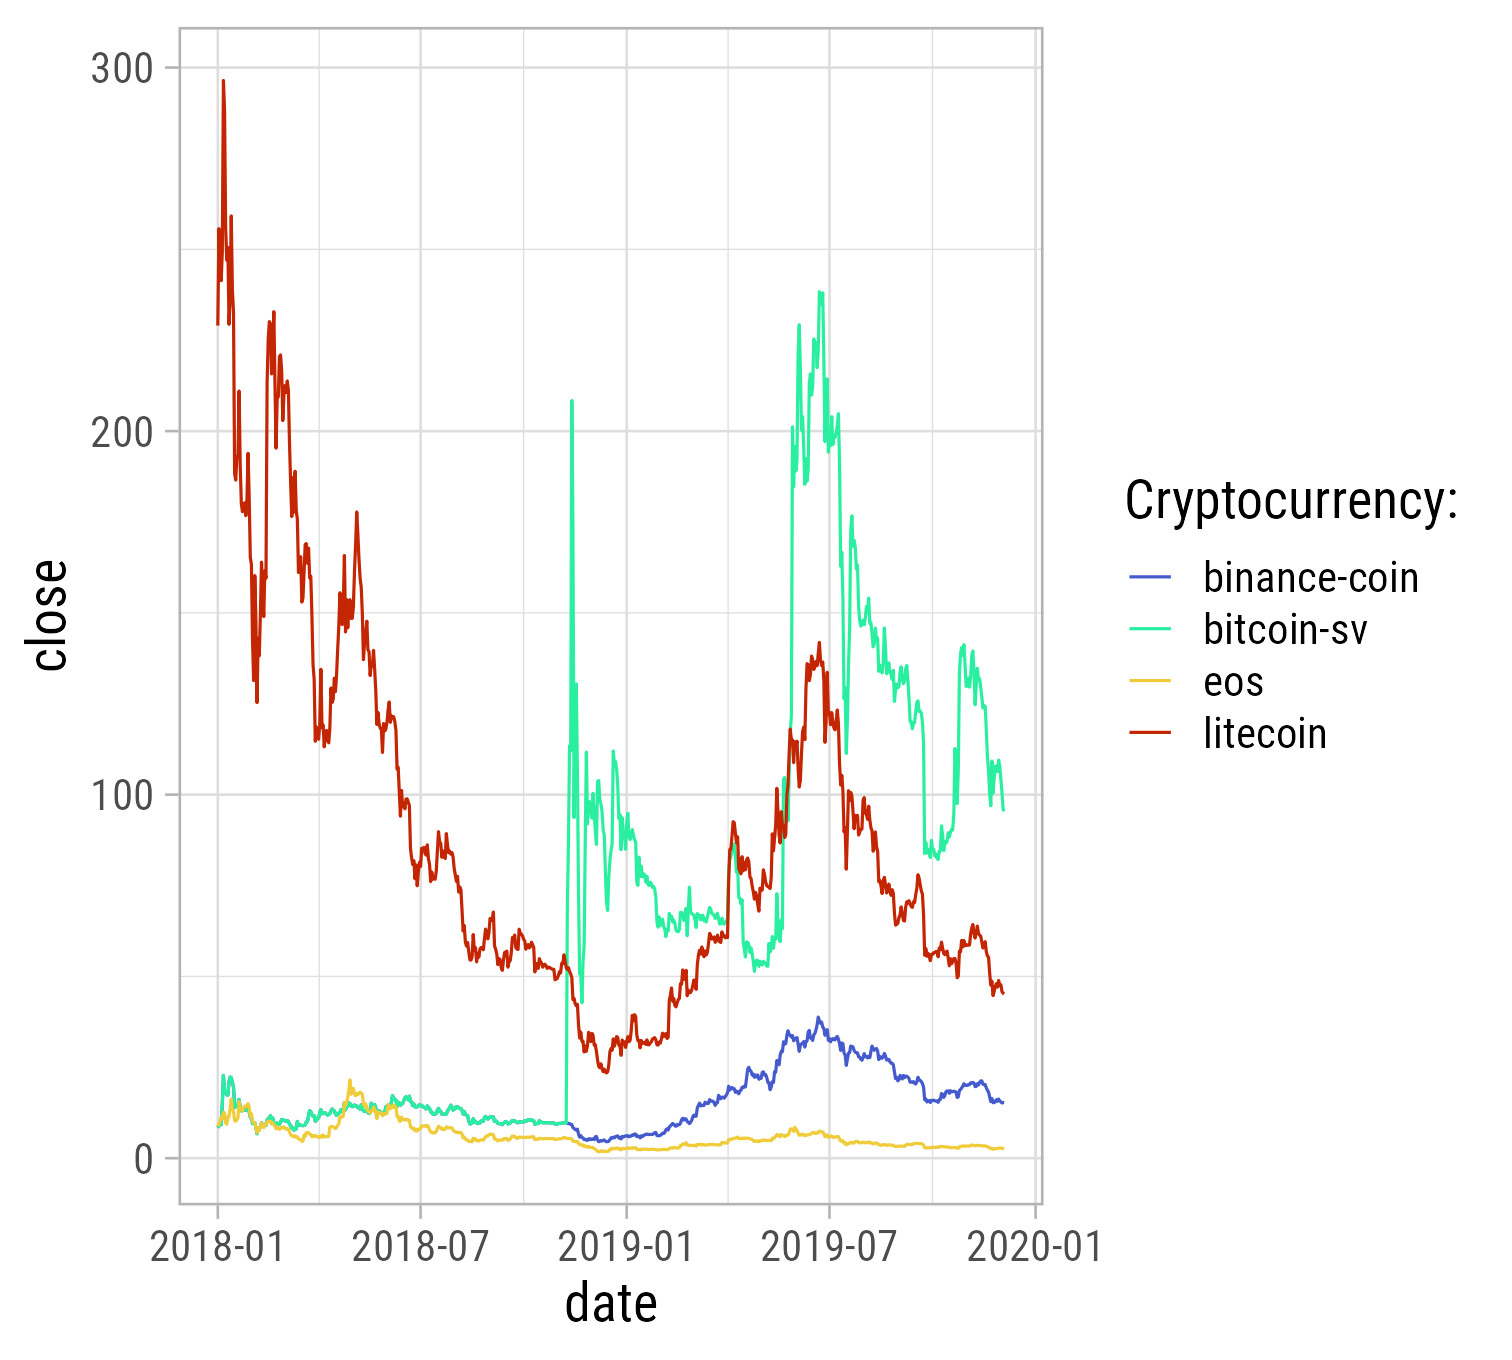 300
200
100
0
close
2018-01
2018-07
2019-01
2019-07
2020-01
date
Cryptocurrency:
binance-coin
bitcoin-sv
eos
litecoin